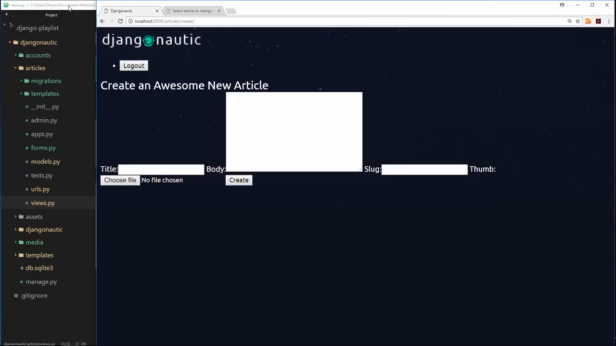 Project
django-playlist
djangonautic
accounts
articles
migrations
templates
__init__.py
admin.py
apps.py
forms.py
models.py
tests.py
urls.py
views.py
assets
djangonautic
media
templates
db.sqlite3
manage.py
.gitignore
Djangonautic
Select article to change
localhost:8000/articles/create/
djangonautic
Logout
Create an Awesome New Article
Title:
Body:
Slug:
Thumb:
Choose file No file chosen
Create